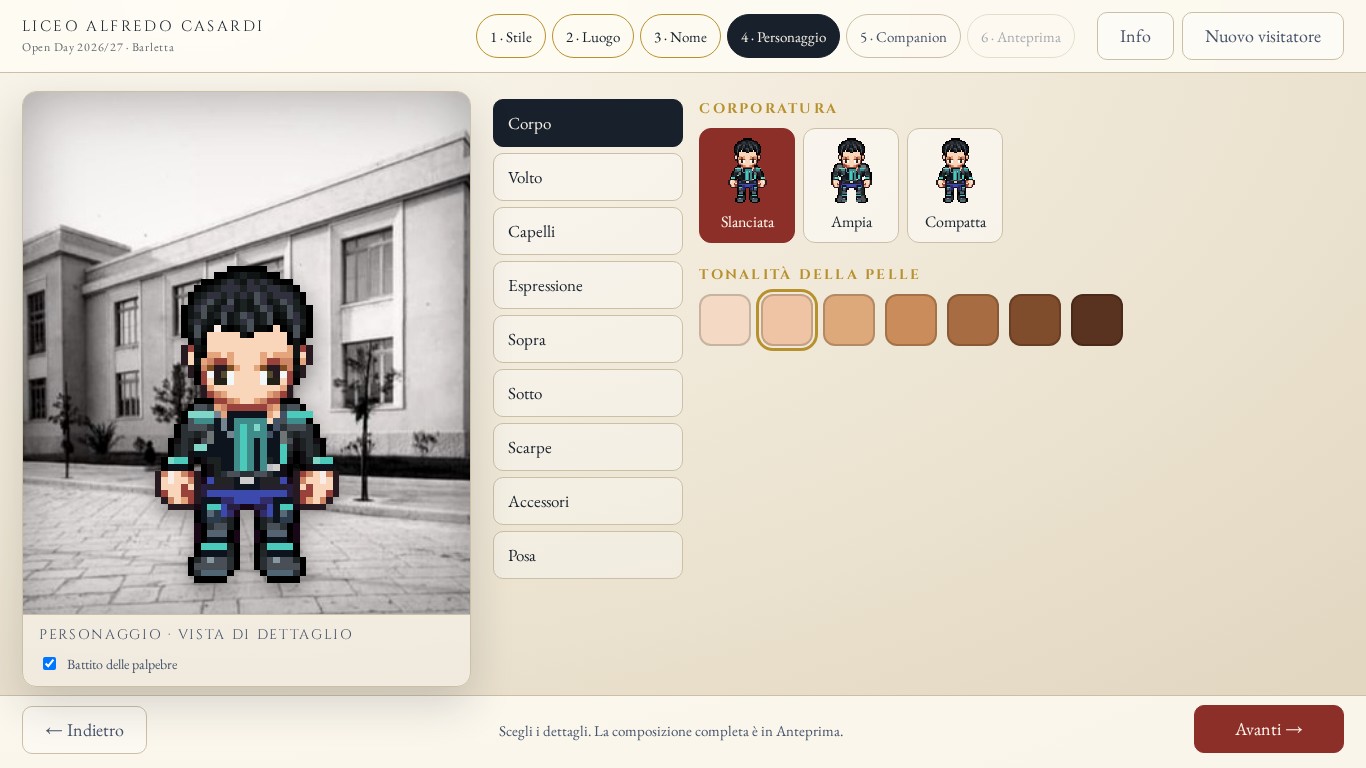 LICEO ALFREDO CASARDI
Open Day 2026/27 · Barletta
1 · Stile
2 · Luogo
3 · Nome
4 · Personaggio
5 · Companion
6 · Anteprima
Info
Nuovo visitatore
PERSONAGGIO · VISTA DI DETTAGLIO
Battito delle palpebre
Corpo
Volto
Capelli
Espressione
Sopra
Sotto
Scarpe
Accessori
Posa
CORPORATURA
Slanciata
Ampia
Compatta
TONALITÀ DELLA PELLE
← Indietro
Scegli i dettagli. La composizione completa è in Anteprima.
Avanti →